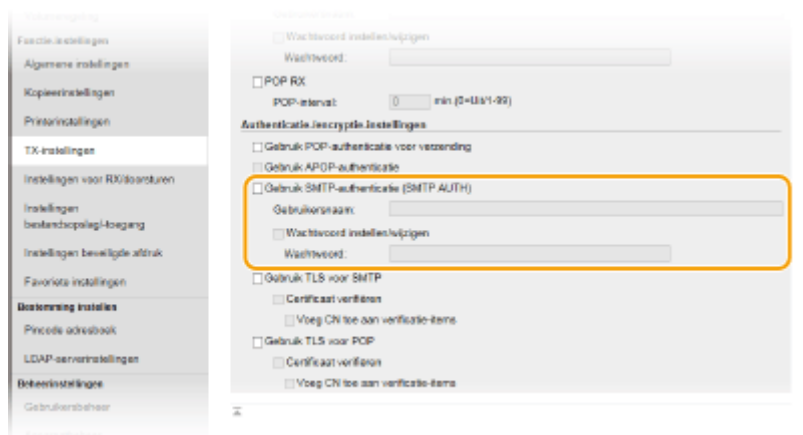 Functie-instellingen
Algemene instellingen
Kopieerinstellingen
Printerinstellingen
TX-instellingen
Instellingen voor RX/doorsturen
Instellingen
bestandsopslag/-toegang
Instellingen beveiligde afdruk
Favoriete instellingen
Bestemming instellen
Pincode adresboek
LDAP-serverinstellingen
Beheerinstellingen
Gebruikersbeheer
Wachtwoord instellen/wijzigen
Wachtwoord:
POP RX
POP-interval: 0 min.(0=Uit/1-99)
Authenticatie-/encryptie-instellingen
Gebruik POP-authenticatie voor verzending
Gebruik APOP-authenticatie
Gebruik SMTP-authenticatie (SMTP AUTH)
Gebruikersnaam:
Wachtwoord instellen/wijzigen
Wachtwoord:
Gebruik TLS voor SMTP
Certificaat verifiëren
Voeg CN toe aan verificatie-items
Gebruik TLS voor POP
Certificaat verifiëren
Voeg CN toe aan verificatie-items